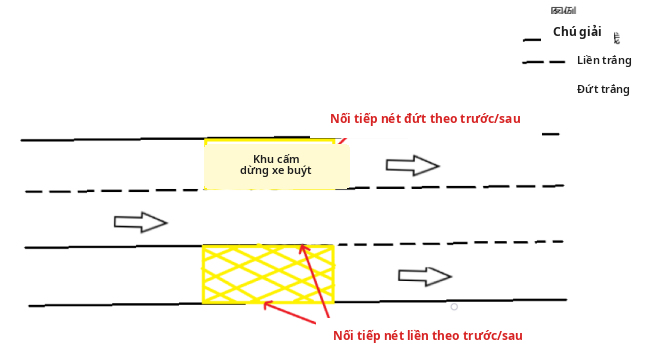 Chú giải
Liền trắng
Đứt trắng
Nối tiếp nét đứt theo trước/sau
Khu cấm
dừng xe buýt
Nối tiếp nét liền theo trước/sau